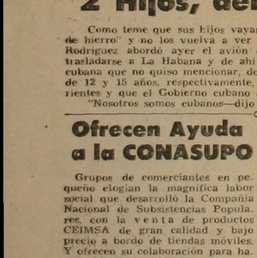 2 Hijos, de
Como teme que sus hijos vayan
de hierro" y no los vuelva a ver
Rodríguez abordó ayer el avión
trasladarse a La Habana y de ahí
cubana que no quiso mencionar, de
de 12 y 15 años, respectivamente,
rientes y que el Gobierno cubano
"Nosotros somos cubanos—dijo
Ofrecen Ayuda
a la CONASUPO
Grupos de comerciantes en pe-
queño elogian la magnífica labor
social que desarrolló la Compañía
Nacional de Subsistencias Popula
res, con la venta de productos
CEIMSA de gran calidad y bajo
precio a bordo de tiendas móviles.
Y ofrecen su colaboración para ha.